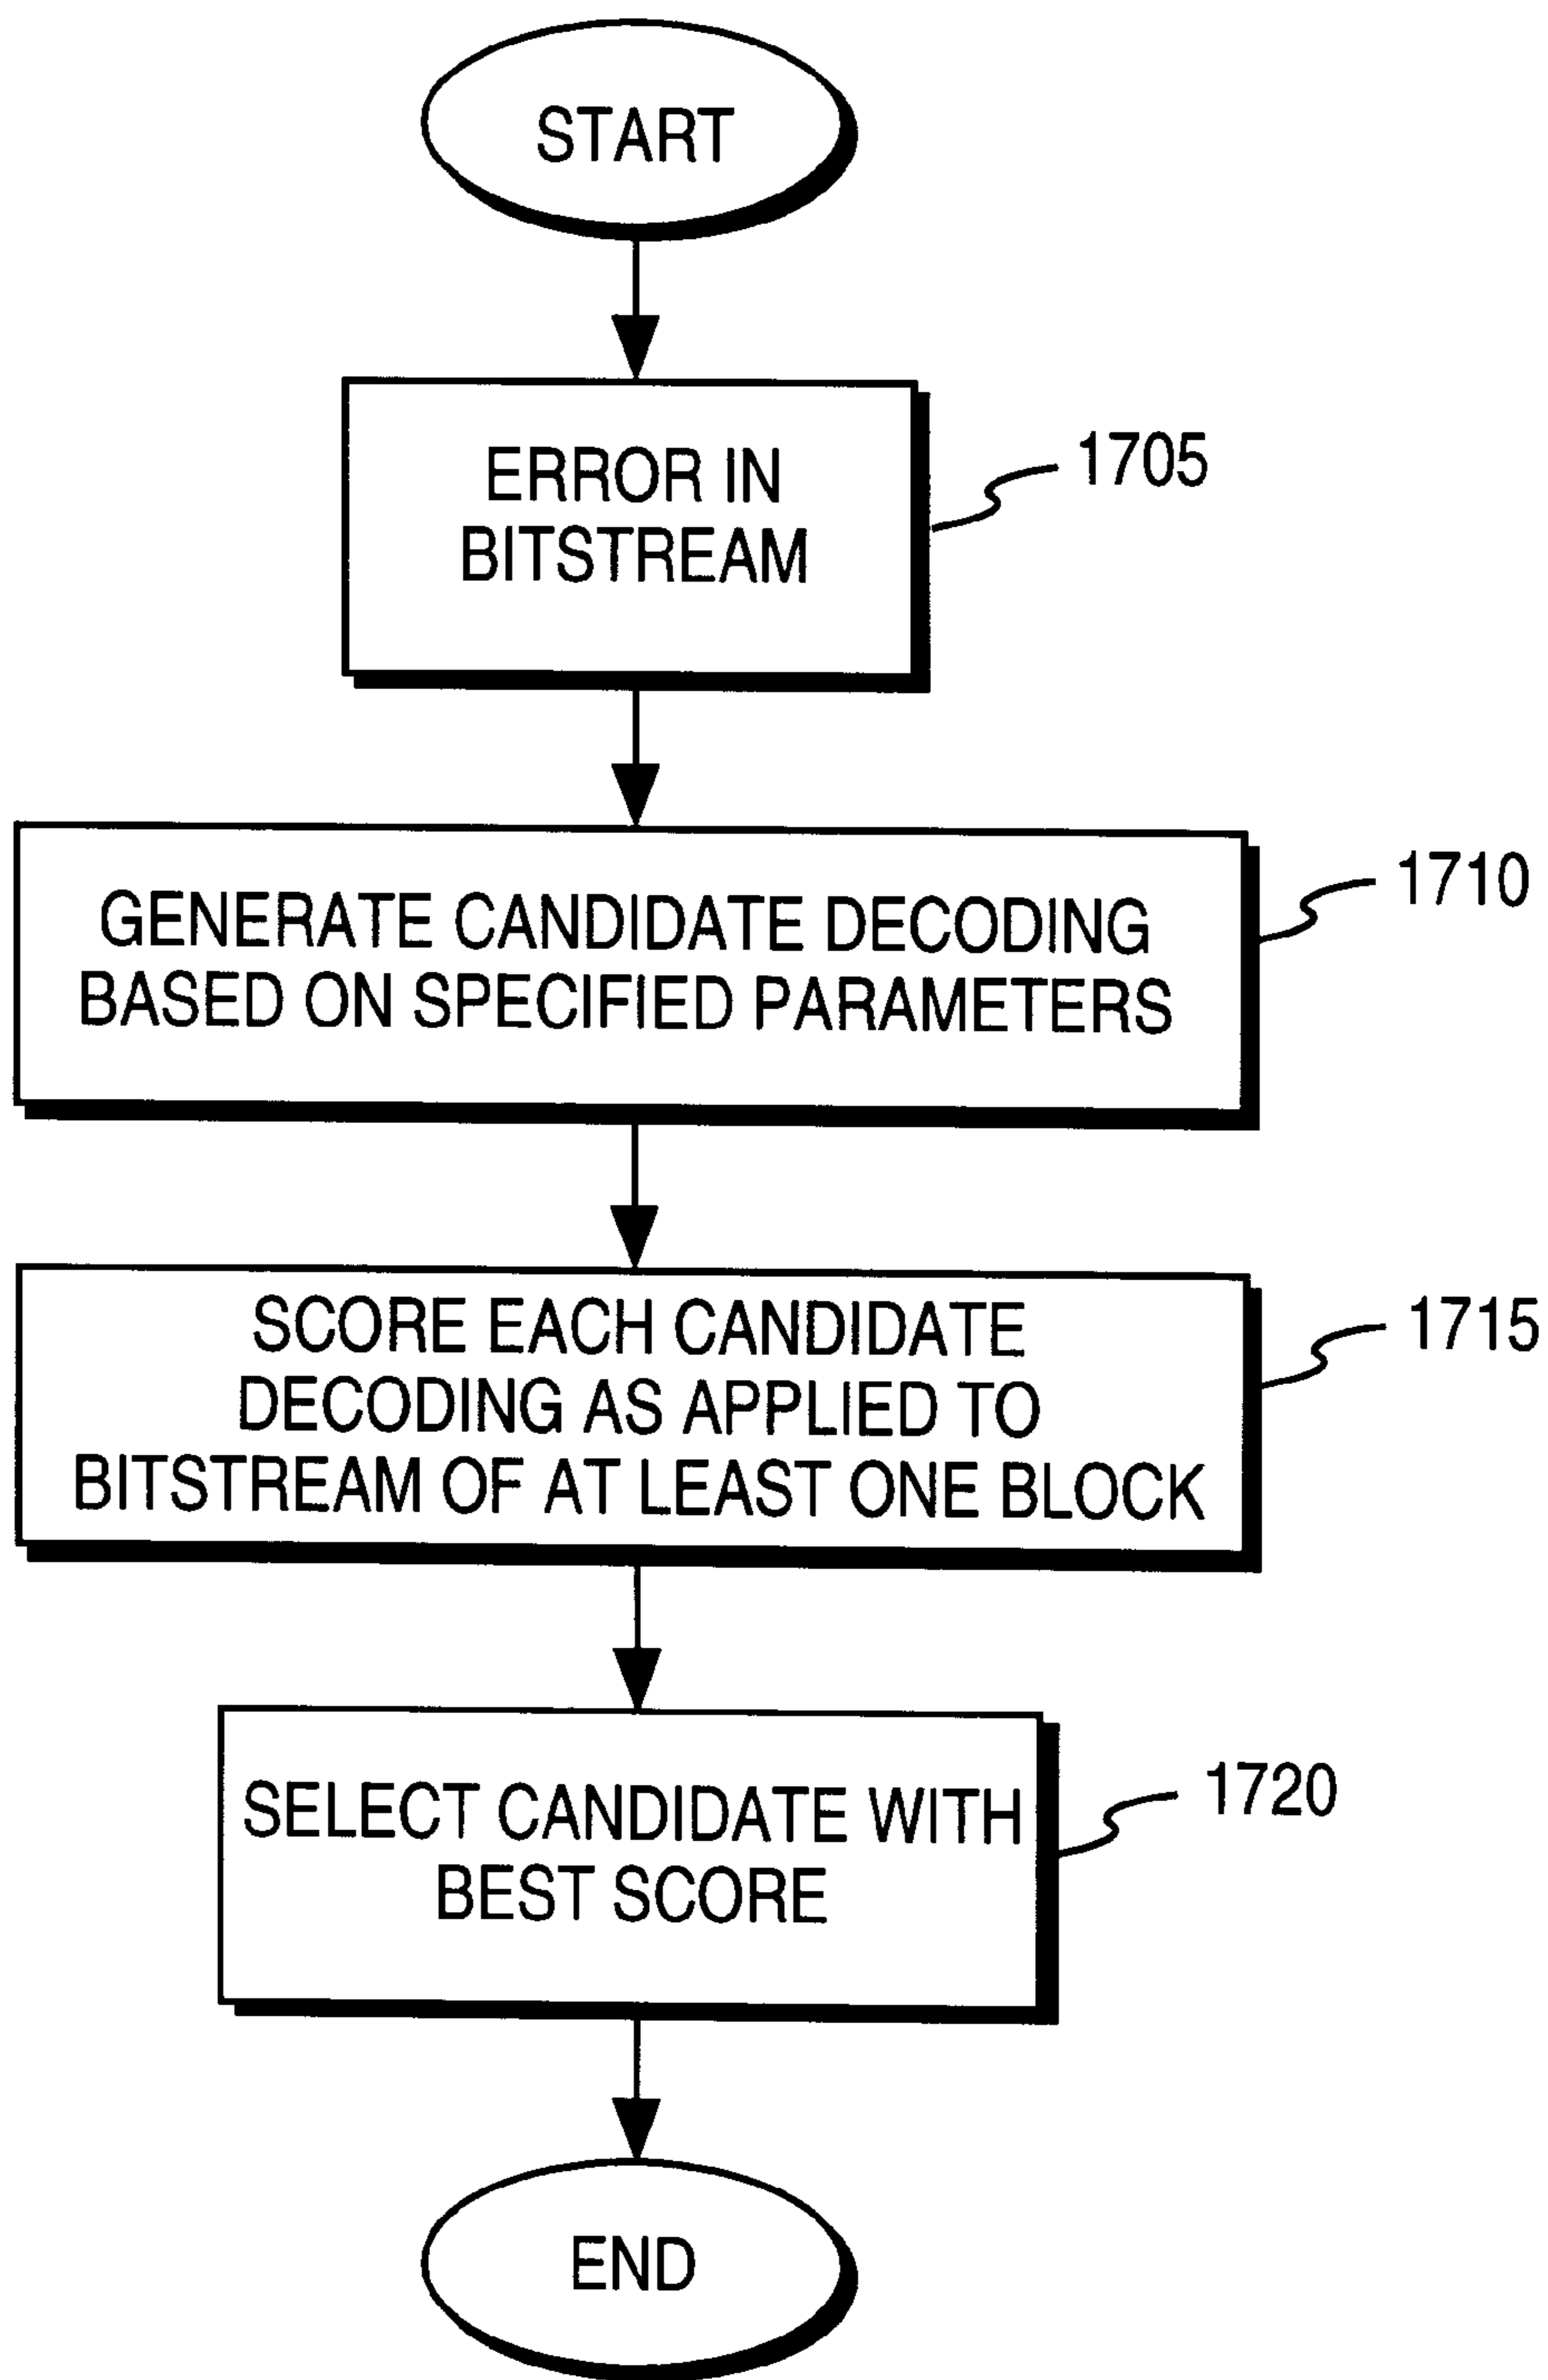 START
ERROR IN
BITSTREAM
1705
GENERATE CANDIDATE DECODING
BASED ON SPECIFIED PARAMETERS
1710
SCORE EACH CANDIDATE
DECODING AS APPLIED TO
BITSTREAM OF AT LEAST ONE BLOCK
1715
SELECT CANDIDATE WITH
BEST SCORE
1720
END